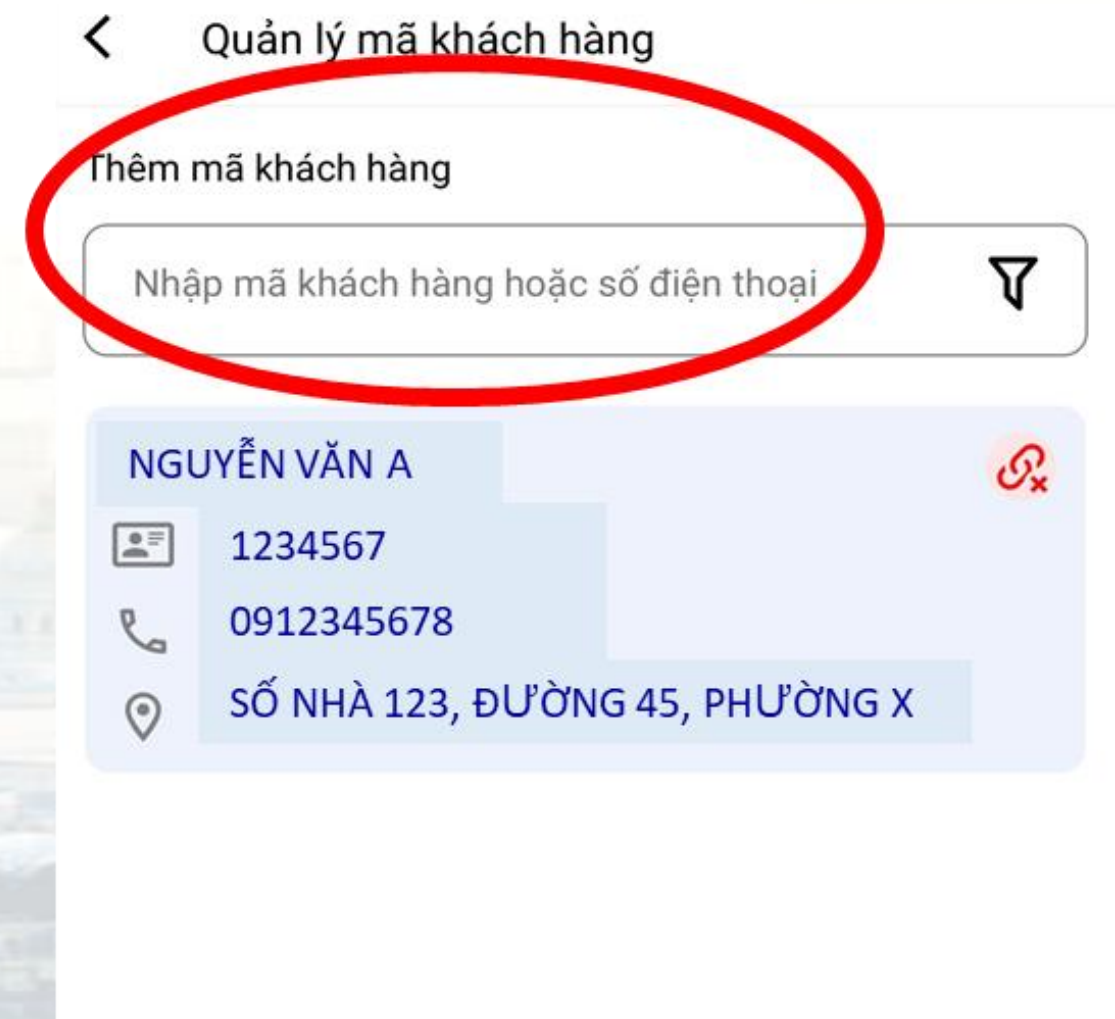 Quản lý mã khách hàng
Thêm mã khách hàng
Nhập mã khách hàng hoặc số điện thoại
NGUYỄN VĂN A
1234567
0912345678
SỐ NHÀ 123, ĐƯỜNG 45, PHƯỜNG X